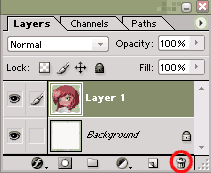 Layers Channels Paths
Normal Opacity: 100%
Lock: Fill: 100%
Layer 1
Background